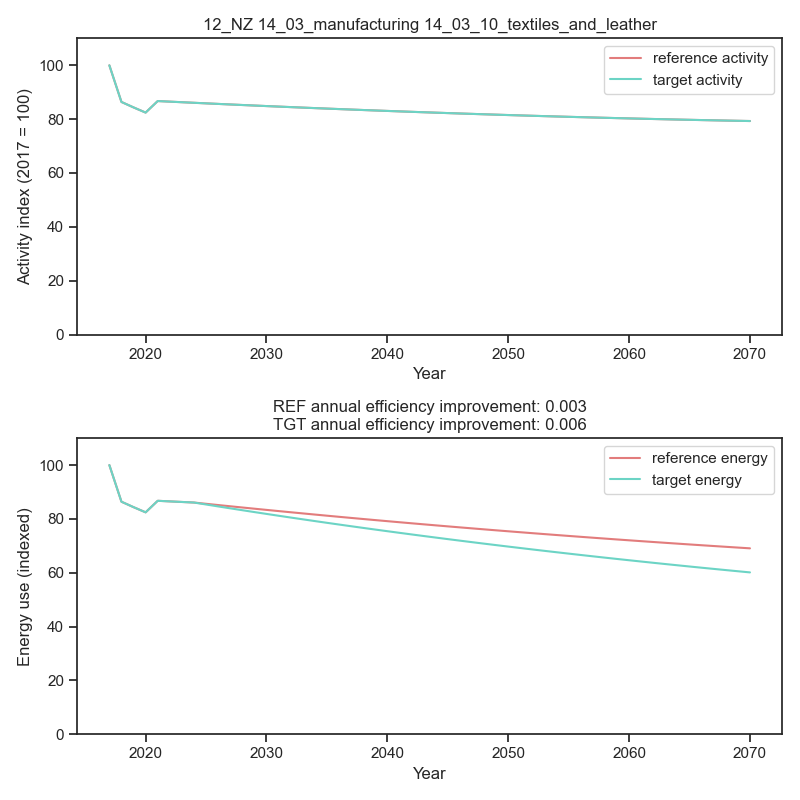 12_NZ 14_03_manufacturing 14_03_10_textiles_and_leather
reference activity
target activity
100
80
60
40
20
0
Activity index (2017 = 100)
2020 2030 2040 2050 2060 2070
Year
REF annual efficiency improvement: 0.003
TGT annual efficiency improvement: 0.006
reference energy
target energy
100
80
60
40
20
0
Energy use (indexed)
2020 2030 2040 2050 2060 2070
Year